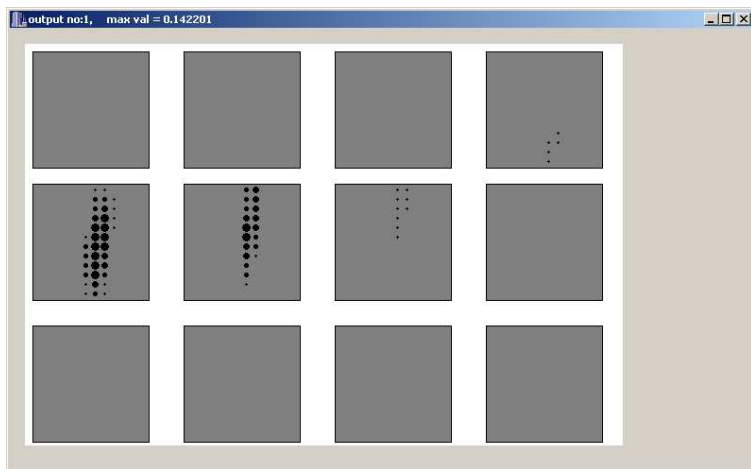 output no:1, max val = 0.142201